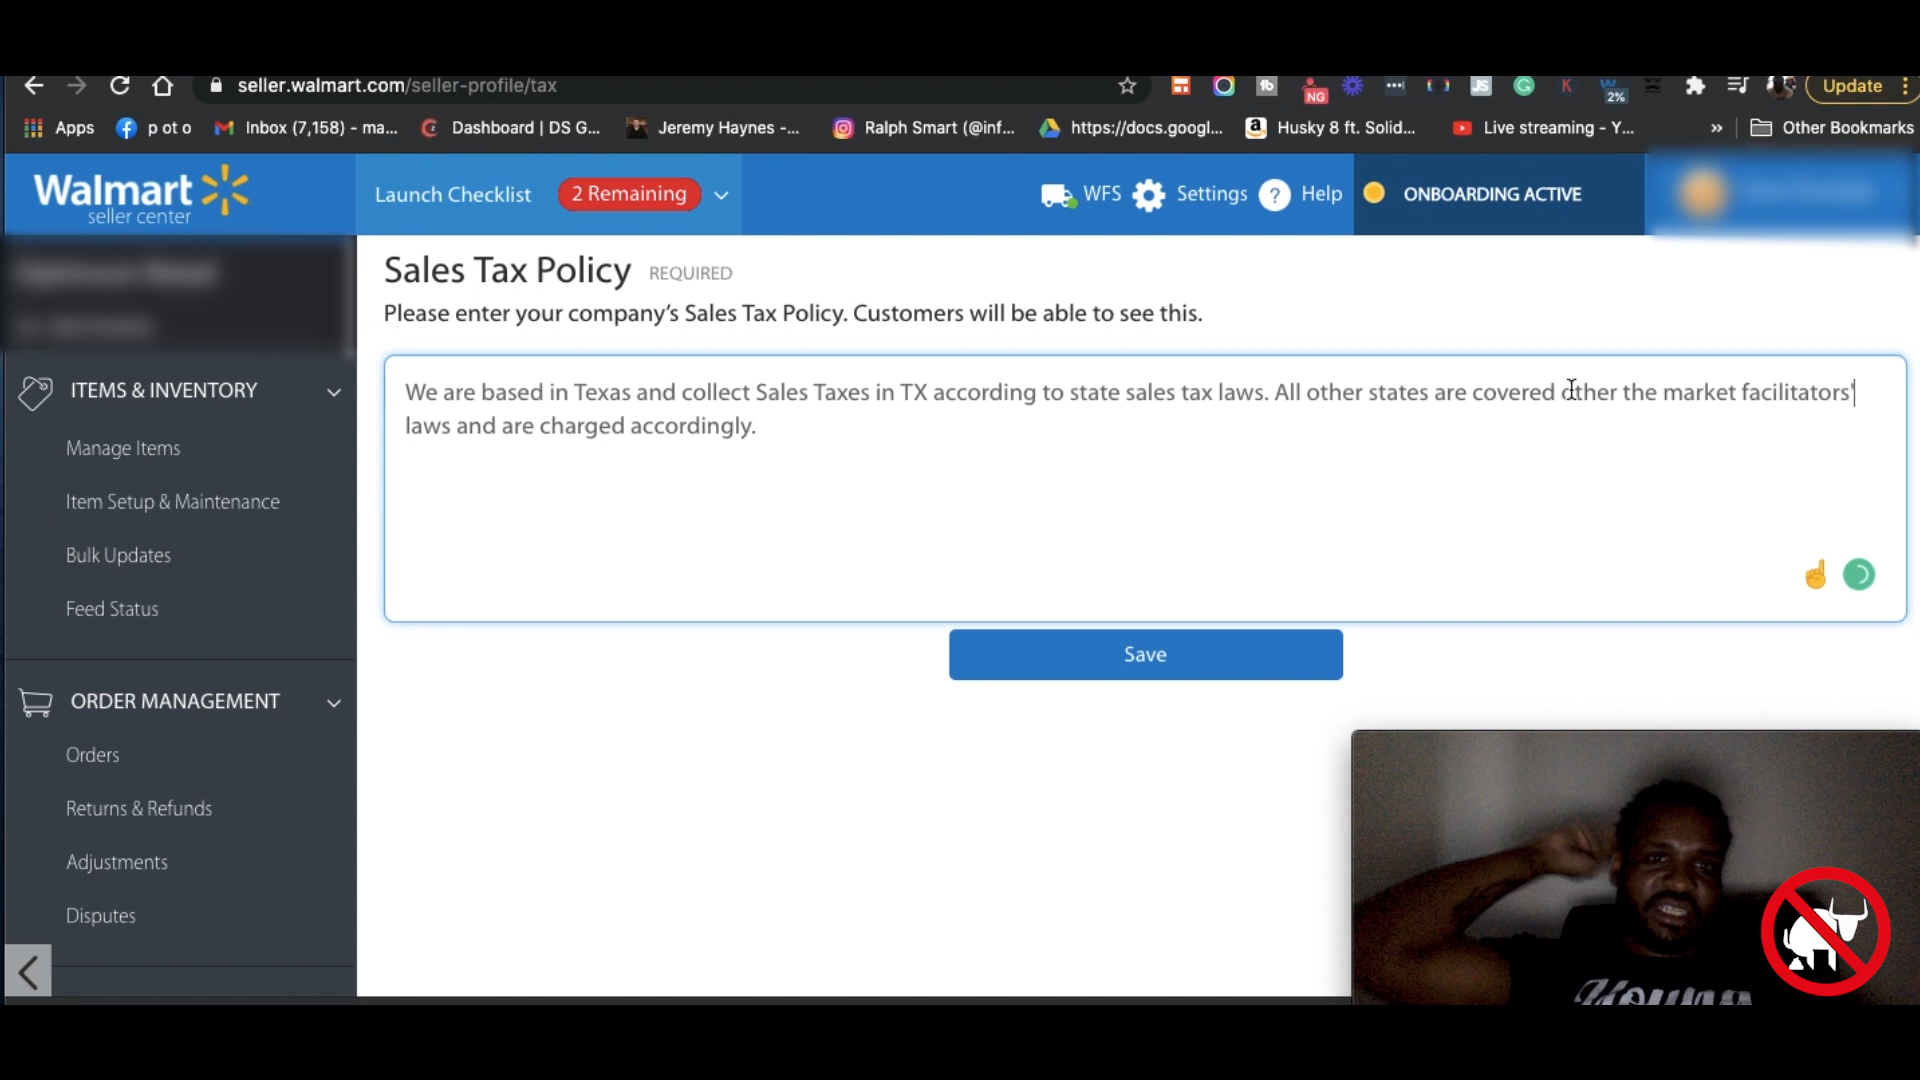 seller.walmart.com/seller-profile/tax
NG
2%
Update
Apps
p ot o
Inbox (7,158) - ma...
Dashboard | DS G...
Jeremy Haynes -...
Ralph Smart (@inf...
https://docs.googl...
Husky 8 ft. Solid...
Live streaming - Y...
»
Other Bookmarks
Walmart
seller center
Launch Checklist
2 Remaining
WFS
Settings
? Help
ONBOARDING ACTIVE
Sales Tax Policy REQUIRED
Please enter your company's Sales Tax Policy. Customers will be able to see this.
We are based in Texas and collect Sales Taxes in TX according to state sales tax laws. All other states are covered other the market facilitators'
laws and are charged accordingly.
Save
ITEMS & INVENTORY
Manage Items
Item Setup & Maintenance
Bulk Updates
Feed Status
ORDER MANAGEMENT
Orders
Returns & Refunds
Adjustments
Disputes
Young